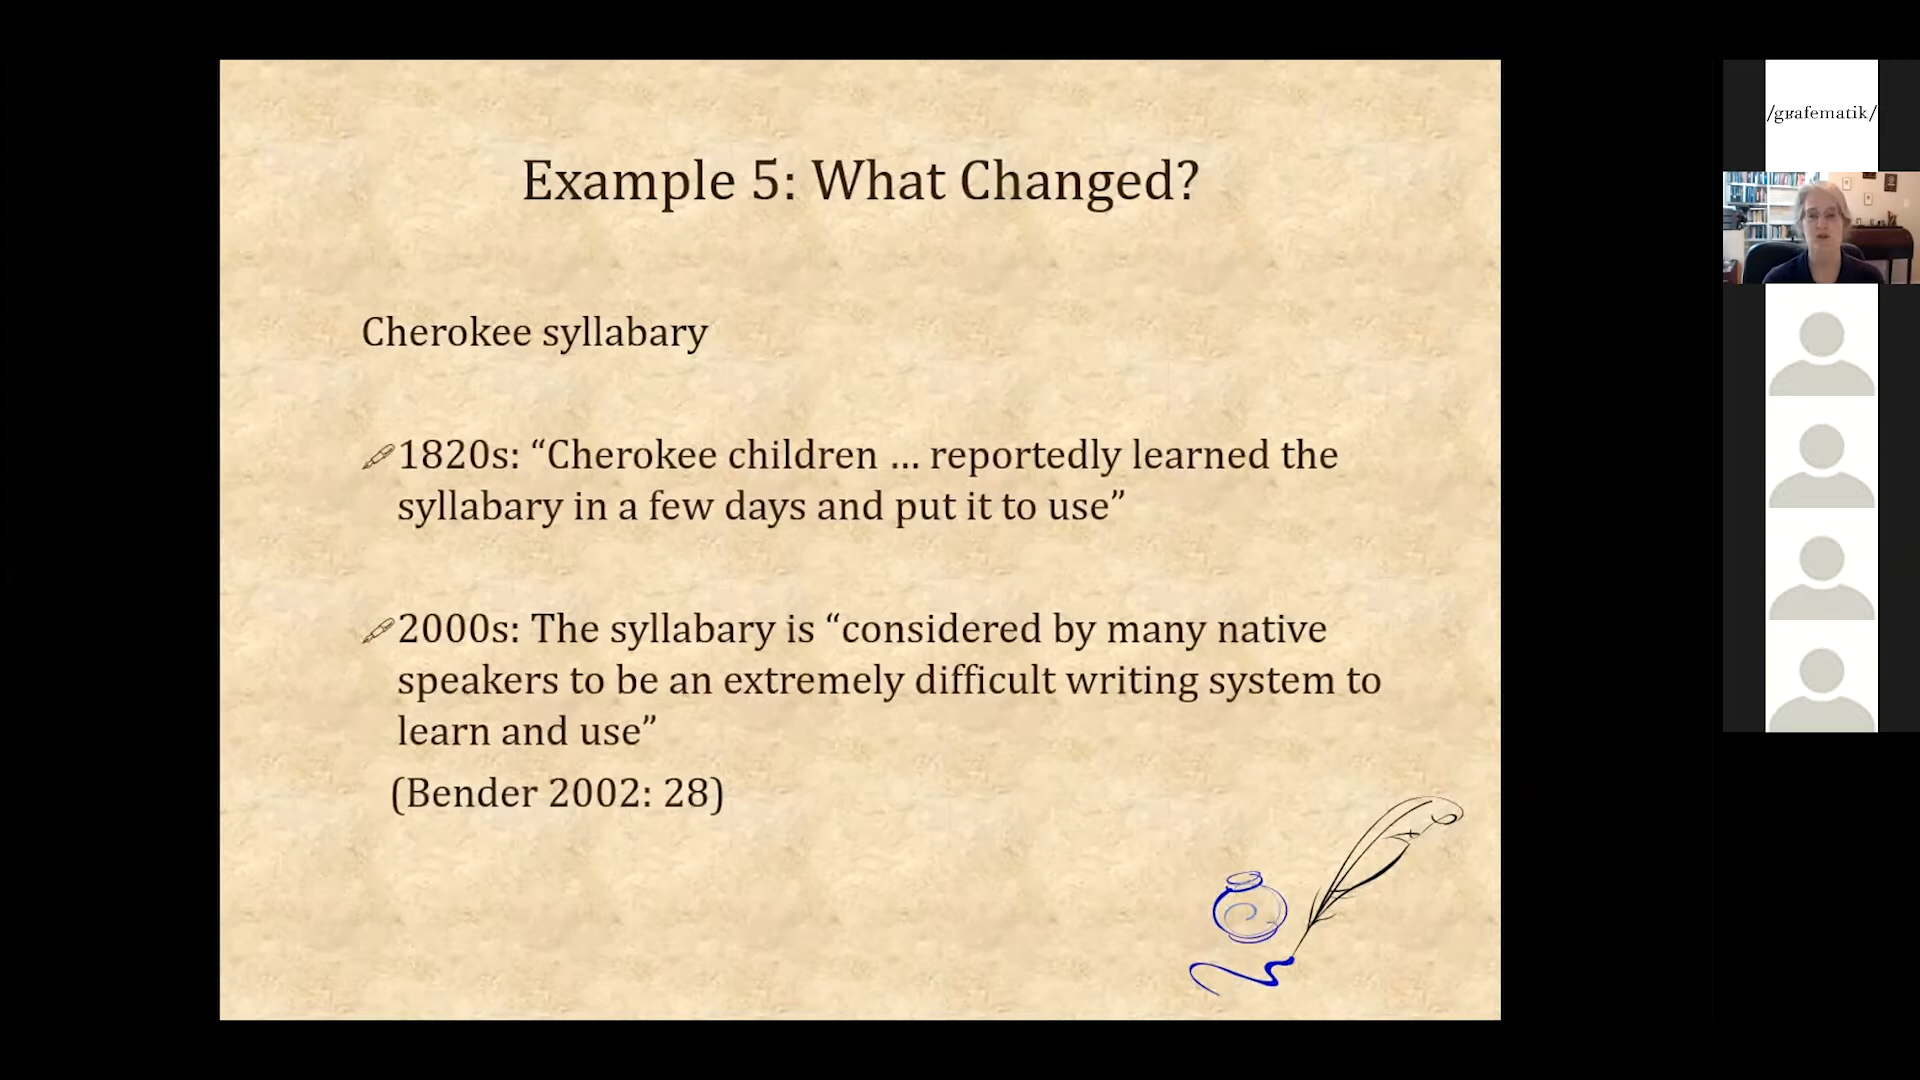 Example 5: What Changed?
Cherokee syllabary
1820s: “Cherokee children … reportedly learned the
syllabary in a few days and put it to use”
2000s: The syllabary is “considered by many native
speakers to be an extremely difficult writing system to
learn and use”
(Bender 2002: 28)
/gʁafematik/